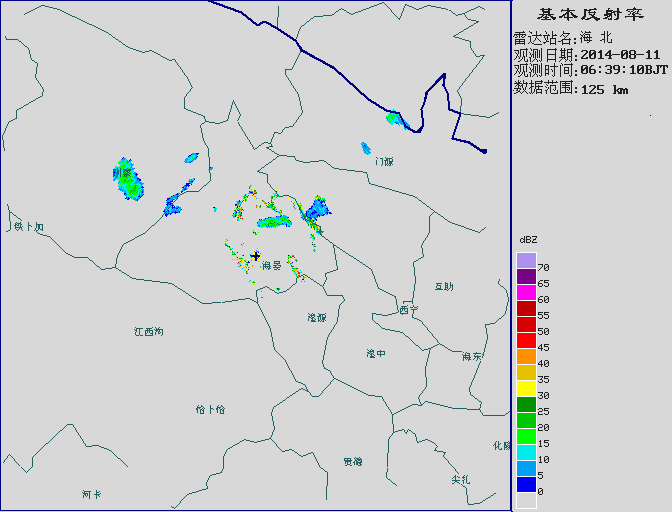 基本反射率
雷达站名:海 北
观测日期:2014-08-11
观测时间:06:39:10BJT
数据范围:125 km
门源
刚察
铁卜加
海晏
互助
西宁
湟源
江西沟
湟中
海东
恰卜恰
化隆
贵德
尖扎
河卡
dBZ
70
65
60
55
50
45
40
35
30
25
20
15
10
5
0